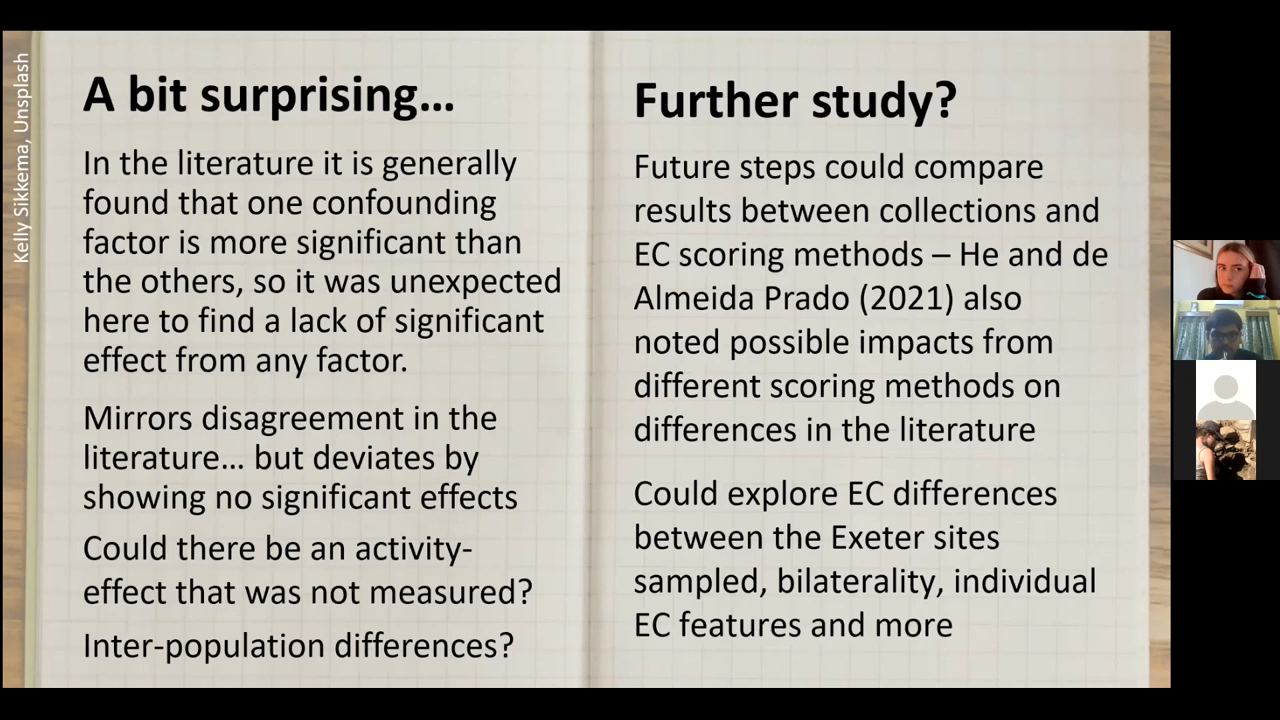 Kelly Sikkema, Unsplash
A bit surprising...
In the literature it is generally
found that one confounding
factor is more significant than
the others, so it was unexpected
here to find a lack of significant
effect from any factor.
Mirrors disagreement in the
literature... but deviates by
showing no significant effects
Could there be an activity-
effect that was not measured?
Inter-population differences?
Further study?
Future steps could compare
results between collections and
EC scoring methods – He and de
Almeida Prado (2021) also
noted possible impacts from
different scoring methods on
differences in the literature
Could explore EC differences
between the Exeter sites
sampled, bilaterality, individual
EC features and more